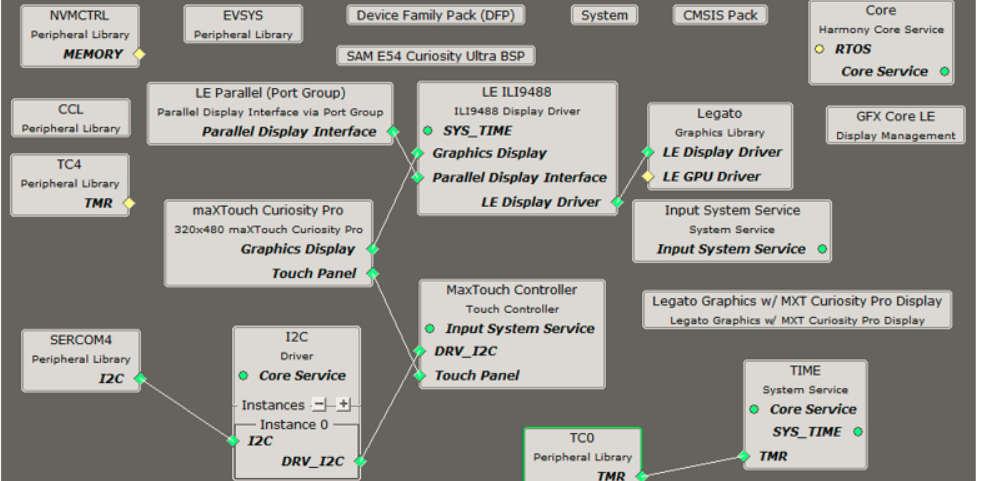 NVMCTRL
Peripheral Library
MEMORY
EVSYS
Peripheral Library
Device Family Pack (DFP)
System
CMSIS Pack
Core
Harmony Core Service
RTOS
Core Service
SAM E54 Curiosity Ultra BSP
CCL
Peripheral Library
LE Parallel (Port Group)
Parallel Display Interface via Port Group
Parallel Display Interface
LE ILI9488
ILI9488 Display Driver
SYS_TIME
Graphics Display
Parallel Display Interface
LE Display Driver
Legato
Graphics Library
LE Display Driver
LE GPU Driver
GFX Core LE
Display Management
TC4
Peripheral Library
TMR
maXTouch Curiosity Pro
320x480 maXTouch Curiosity Pro
Graphics Display
Touch Panel
Input System Service
System Service
Input System Service
MaxTouch Controller
Touch Controller
Input System Service
DRV_I2C
Touch Panel
Legato Graphics w/ MXT Curiosity Pro Display
Legato Graphics w/ MXT Curiosity Pro Display
SERCOM4
Peripheral Library
I2C
I2C
Driver
Core Service
Instances - +
Instance 0
I2C
DRV_I2C
TIME
System Service
Core Service
SYS_TIME
TMR
TC0
Peripheral Library
TMR